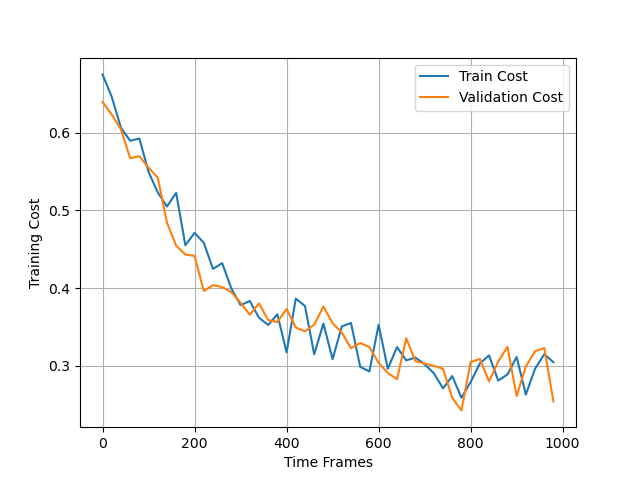 Train Cost
Validation Cost
0.6
0.5
0.4
0.3
Training Cost
0 200 400 600 800 1000
Time Frames